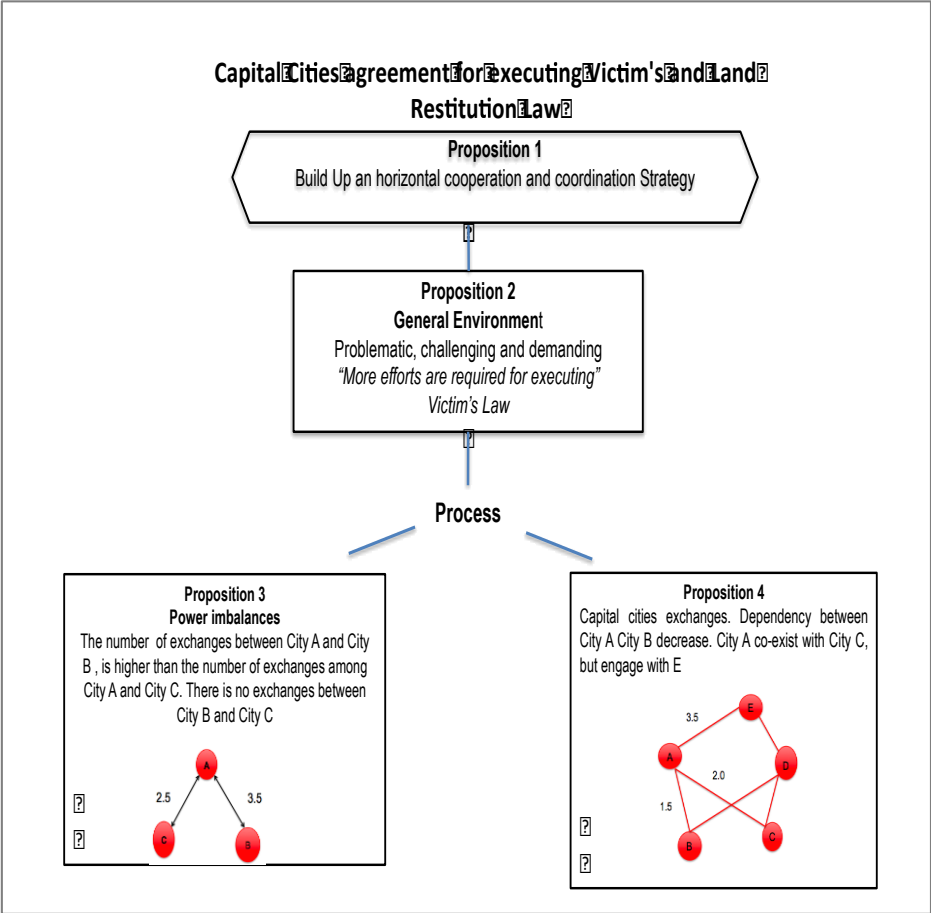 Capital Cities agreement for executing Victim's and Land
Restitution Law
Proposition 1
Build Up an horizontal cooperation and coordination Strategy
Proposition 2
General Environment
Problematic, challenging and demanding
“More efforts are required for executing”
Victim’s Law
Process
Proposition 3
Power imbalances
The number of exchanges between City A and City
B , is higher than the number of exchanges among
City A and City C. There is no exchanges between
City B and City C
A
2.5
3.5
C
B
Proposition 4
Capital cities exchanges. Dependency between
City A City B decrease. City A co-exist with City C,
but engage with E
E
3.5
A
D
2.0
1.5
B
C